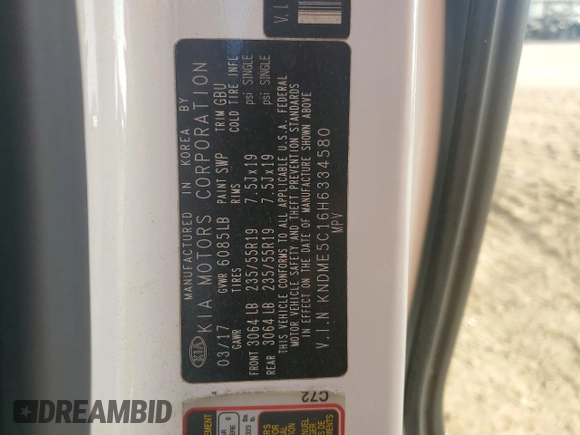 V.I
MANUFACTURED IN KOREA BY
KIA MOTORS CORPORATION
KIA
03/17 GVWR 6085LB PAINT SWP TRIM GBU
GAWR TIRES RIMS COLD TIRE INFL
FRONT 3064LB 235/55R19 7.5Jx19 psi SINGLE
REAR 3064LB 235/55R19 7.5Jx19 psi SINGLE
THIS VEHICLE CONFORMS TO ALL APPLICABLE U.S.A. FEDERAL
MOTOR VEHICLE SAFETY AND THEFT PREVENTION STANDARDS
IN EFFECT ON THE DATE OF MANUFACTURE SHOWN ABOVE
V.I.N KNDME5C16H6334580
MPV
C72
DREAMBID